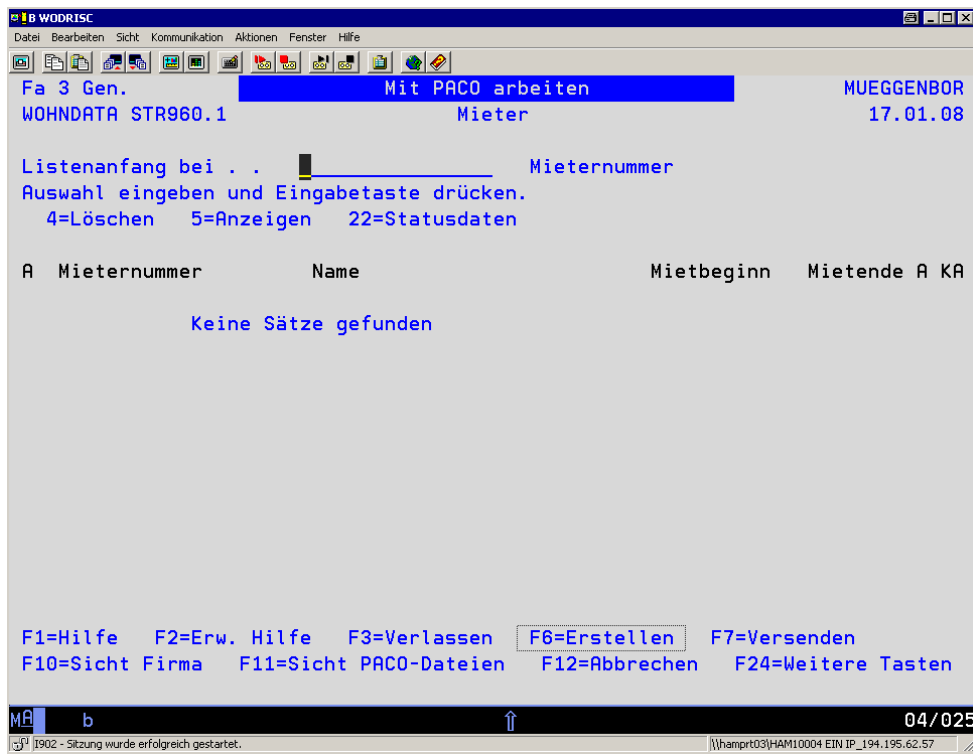 B WODRISC
Datei Bearbeiten Sicht Kommunikation Aktionen Fenster Hilfe
Fa 3 Gen. Mit PACO arbeiten MUEGGENBOR
WOHNDATA STR960.1 Mieter 17.01.08
Listenanfang bei . . Mieternummer
Auswahl eingeben und Eingabetaste drücken.
4=Löschen 5=Anzeigen 22=Statusdaten
A Mieternummer Name Mietbeginn Mietende A KA
Keine Sätze gefunden
F1=Hilfe F2=Erw. Hilfe F3=Verlassen F6=Erstellen F7=Versenden
F10=Sicht Firma F11=Sicht PACO-Dateien F12=Abbrechen F24=Weitere Tasten
MA b 04/025
I902 - Sitzung wurde erfolgreich gestartet. \\hamprt03\HAM10004 EIN IP_194.195.62.57